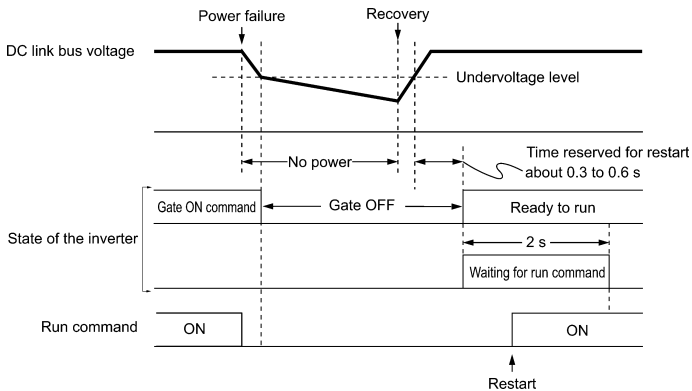 Power failure
Recovery
DC link bus voltage
Undervoltage level
No power
Time reserved for restart
about 0.3 to 0.6 s
Gate ON command
Gate OFF
Ready to run
State of the inverter
2 s
Waiting for run command
Run command
ON
ON
Restart